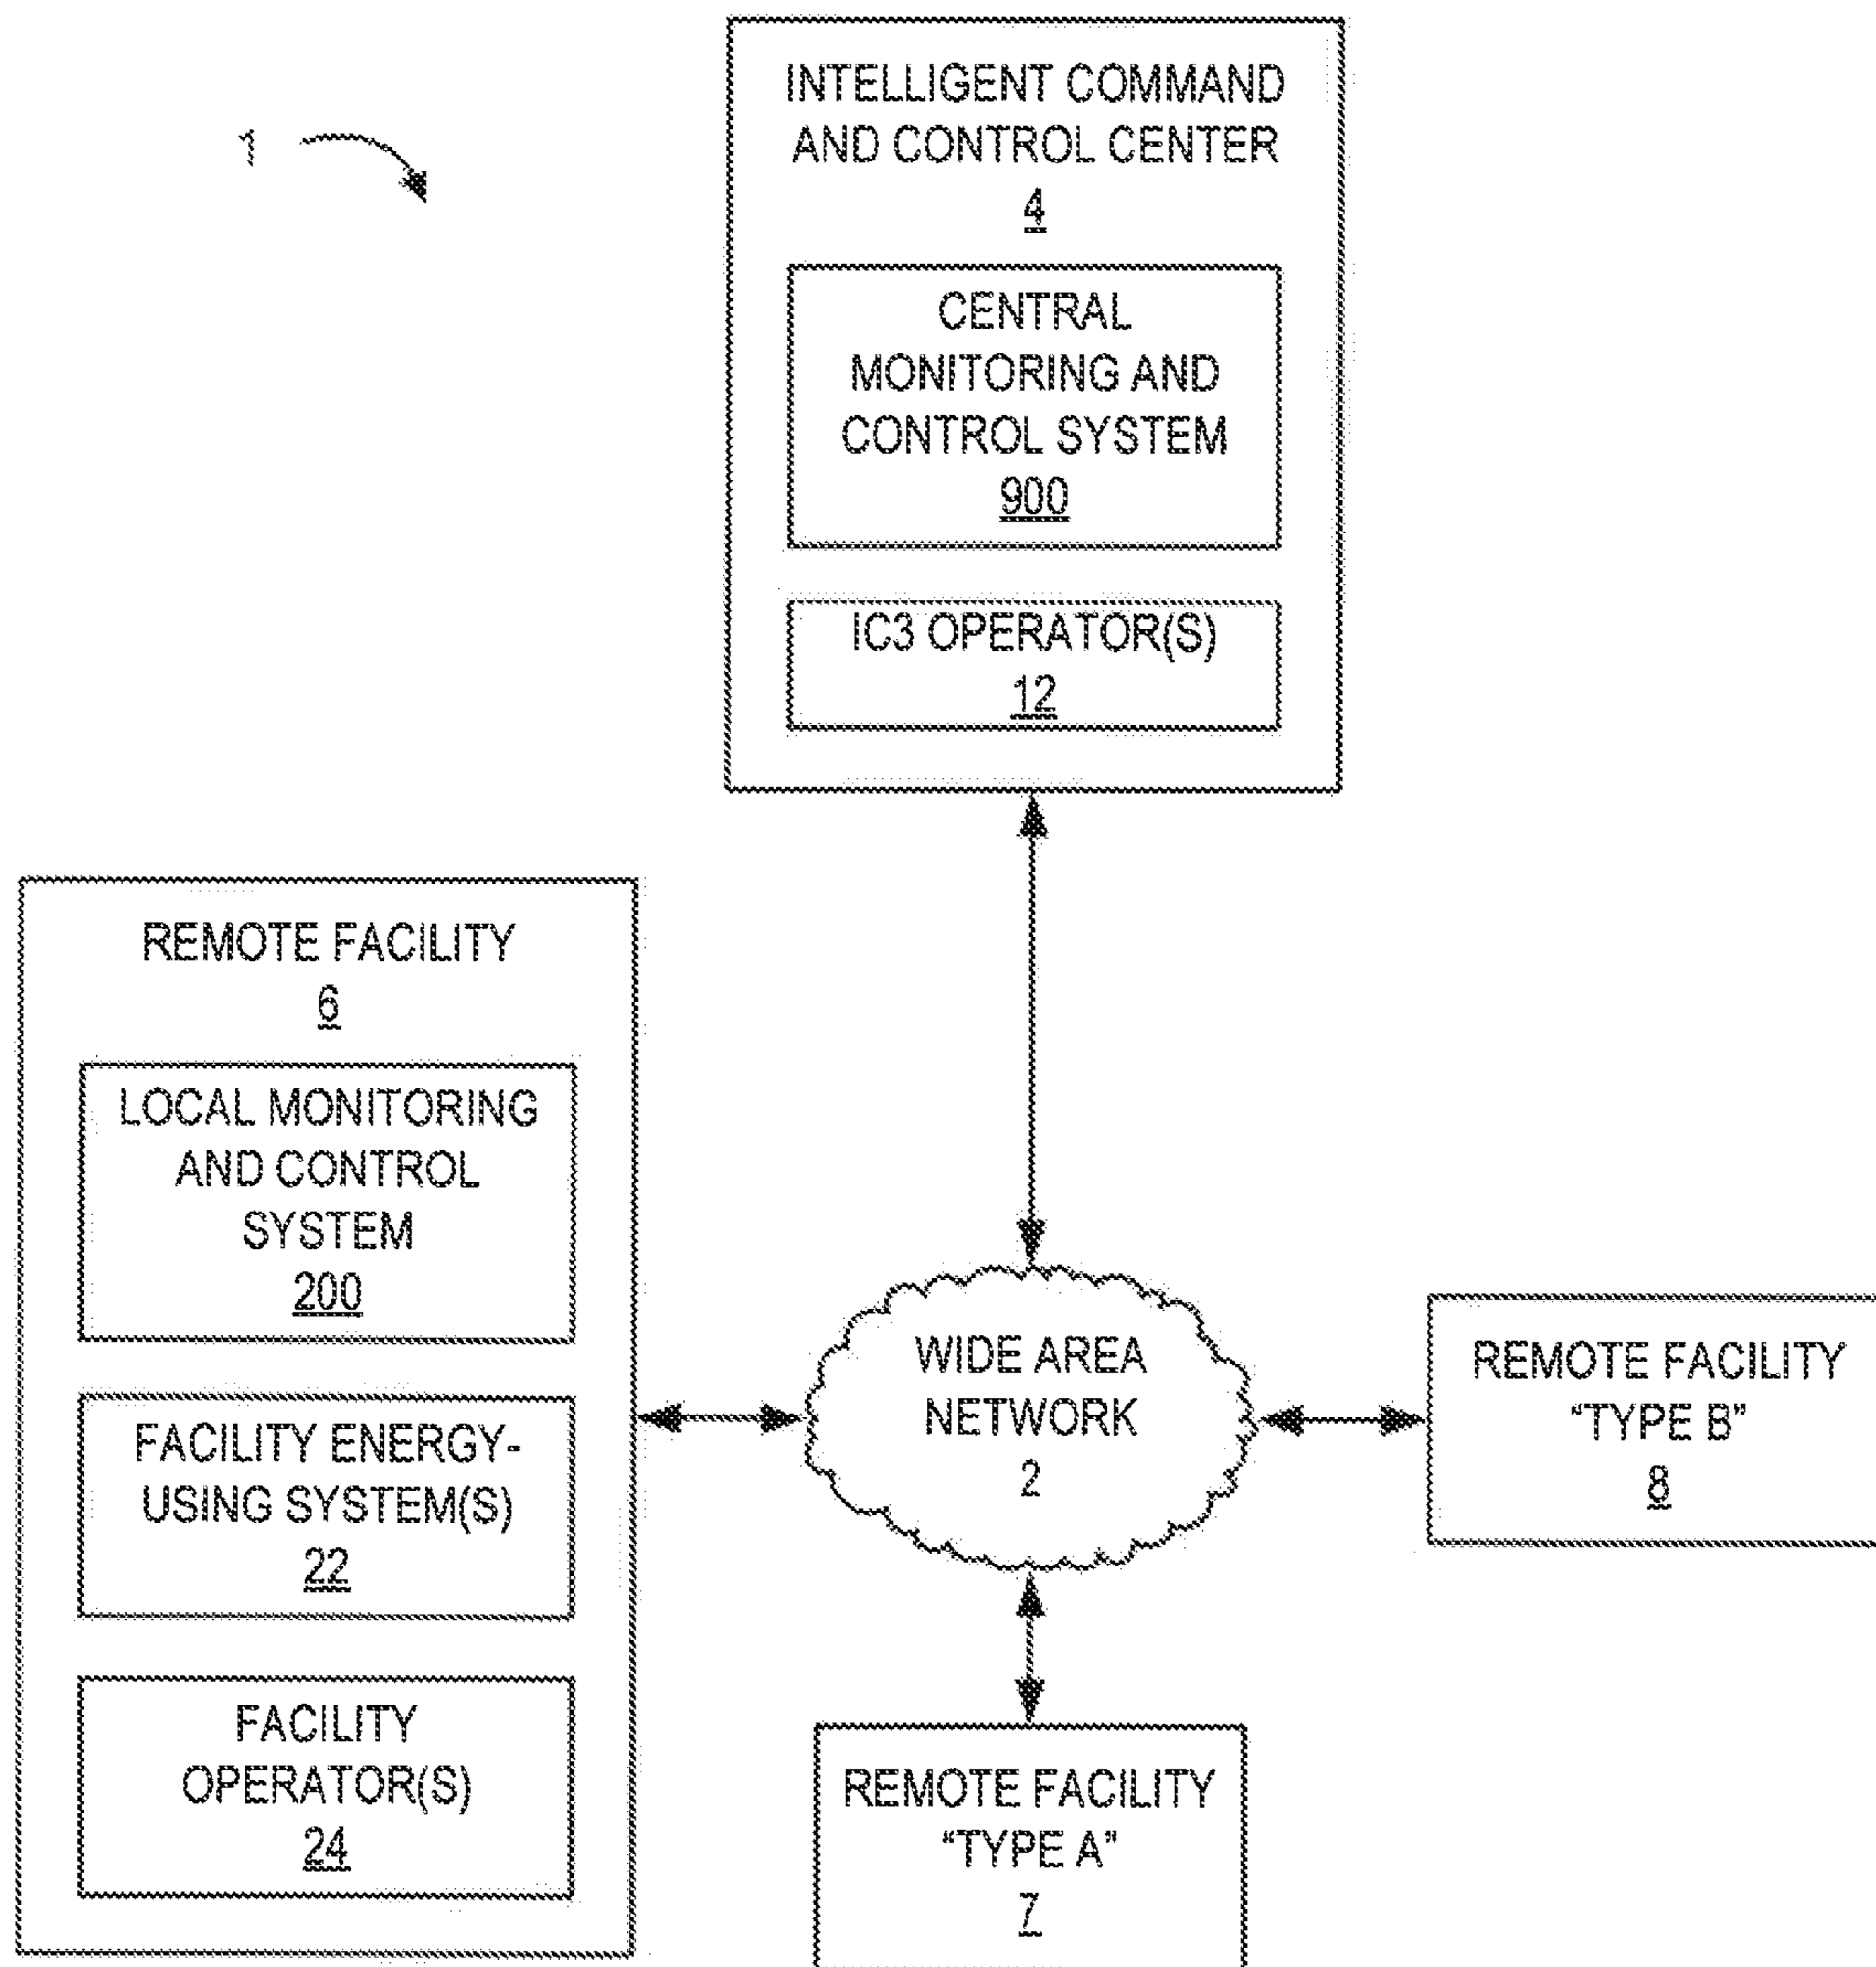 1
INTELLIGENT COMMAND
AND CONTROL CENTER
4
CENTRAL
MONITORING AND
CONTROL SYSTEM
900
IC3 OPERATOR(S)
12
REMOTE FACILITY
6
LOCAL MONITORING
AND CONTROL
SYSTEM
200
FACILITY ENERGY-
USING SYSTEM(S)
22
FACILITY
OPERATOR(S)
24
WIDE AREA
NETWORK
2
REMOTE FACILITY
“TYPE B”
8
REMOTE FACILITY
“TYPE A”
7